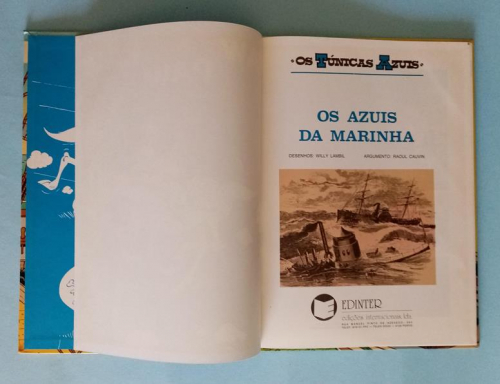 OS TÚNICAS AZUIS
OS AZUIS
DA MARINHA
DESENHOS: WILLY LAMBIL ARGUMENTO: RAOUL CAUVIN
EDINTER
edições internacionais, lda